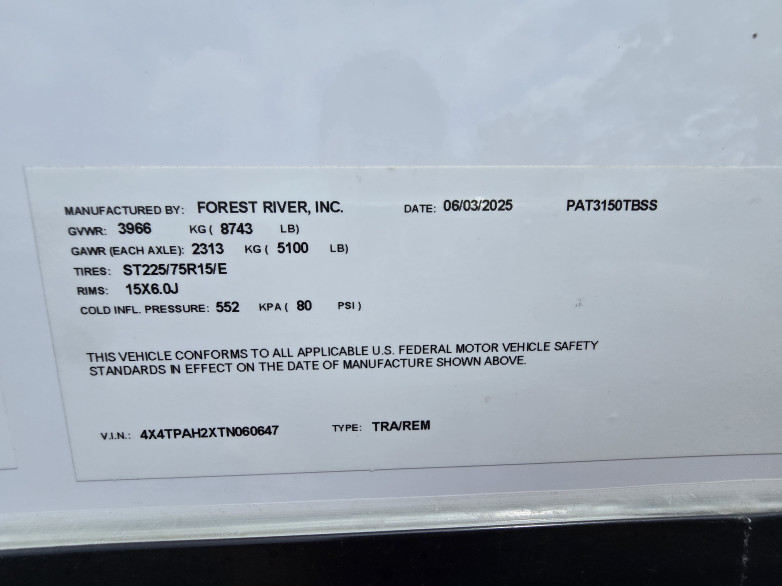 MANUFACTURED BY: FOREST RIVER, INC. DATE: 06/03/2025 PAT3150TBSS
GVWR: 3966 KG ( 8743 LB)
GAWR (EACH AXLE): 2313 KG ( 5100 LB)
TIRES: ST225/75R15/E
RIMS: 15X6.0J
COLD INFL. PRESSURE: 552 KPA ( 80 PSI )
THIS VEHICLE CONFORMS TO ALL APPLICABLE U.S. FEDERAL MOTOR VEHICLE SAFETY
STANDARDS IN EFFECT ON THE DATE OF MANUFACTURE SHOWN ABOVE.
V.I.N.: 4X4TPAH2XTN060647 TYPE: TRA/REM